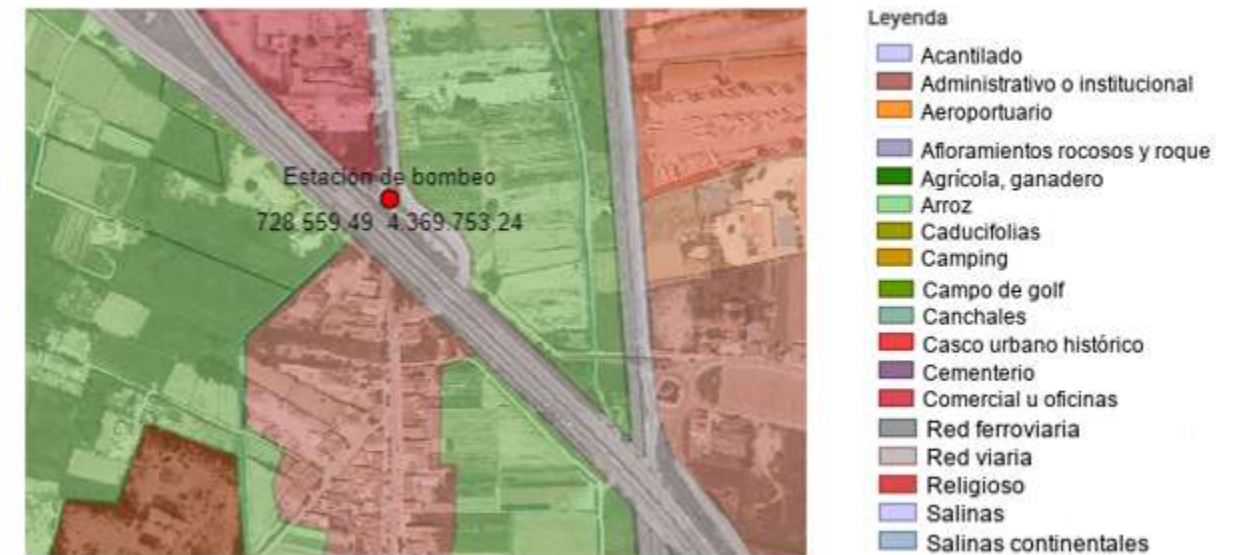 Estación de bombeo
728.559.49 4.369.753.24
Leyenda
Acantilado
Administrativo o institucional
Aeroportuario
Afloramientos rocosos y roque
Agrícola, ganadero
Arroz
Caducifolias
Camping
Campo de golf
Canchales
Casco urbano histórico
Cementerio
Comercial u oficinas
Red ferroviaria
Red viaria
Religioso
Salinas
Salinas continentales